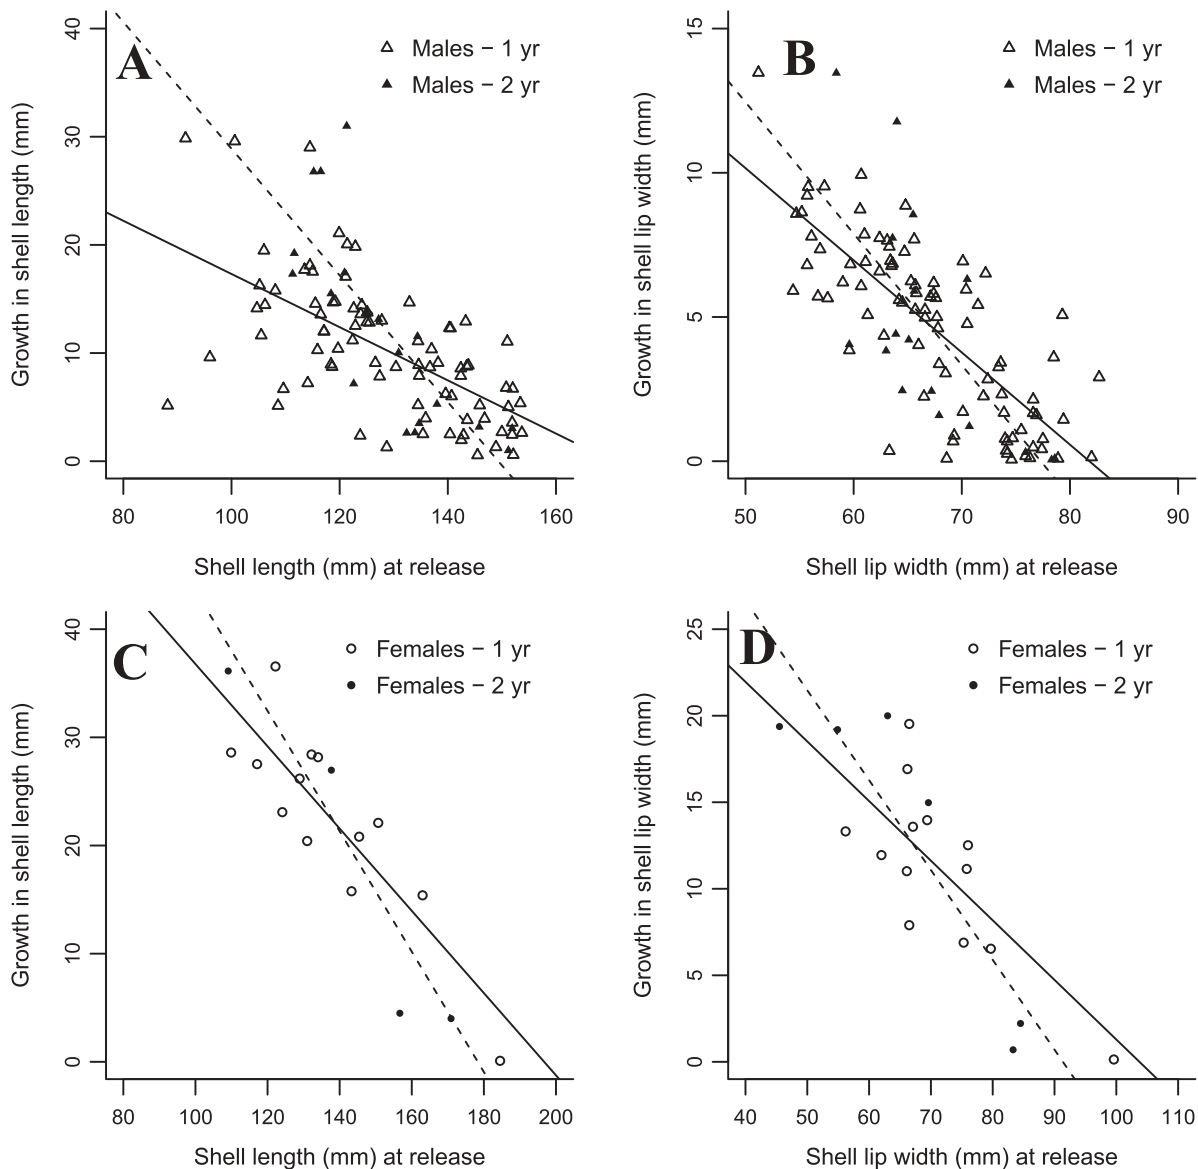 A
Males − 1 yr
Males − 2 yr
Growth in shell length (mm)
0 10 20 30 40
80 100 120 140 160
Shell length (mm) at release
B
Males − 1 yr
Males − 2 yr
Growth in shell lip width (mm)
0 5 10 15
50 60 70 80 90
Shell lip width (mm) at release
C
Females − 1 yr
Females − 2 yr
Growth in shell length (mm)
0 10 20 30 40
80 100 120 140 160 180 200
Shell length (mm) at release
D
Females − 1 yr
Females − 2 yr
Growth in shell lip width (mm)
0 5 10 15 20 25
40 50 60 70 80 90 100 110
Shell lip width (mm) at release